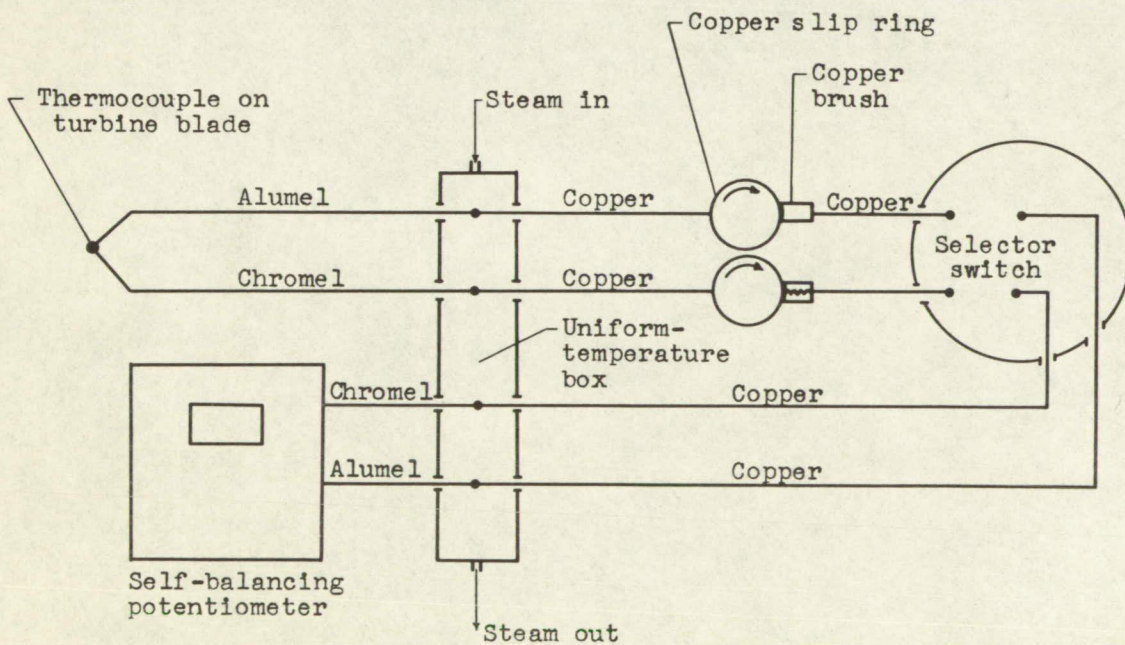 Copper slip ring
Copper
brush
Thermocouple on
turbine blade
Steam in
Alumel
Copper
Copper
Selector
switch
Chromel
Copper
Uniform-
temperature
box
Chromel
Copper
Alumel
Copper
Self-balancing
potentiometer
Steam out